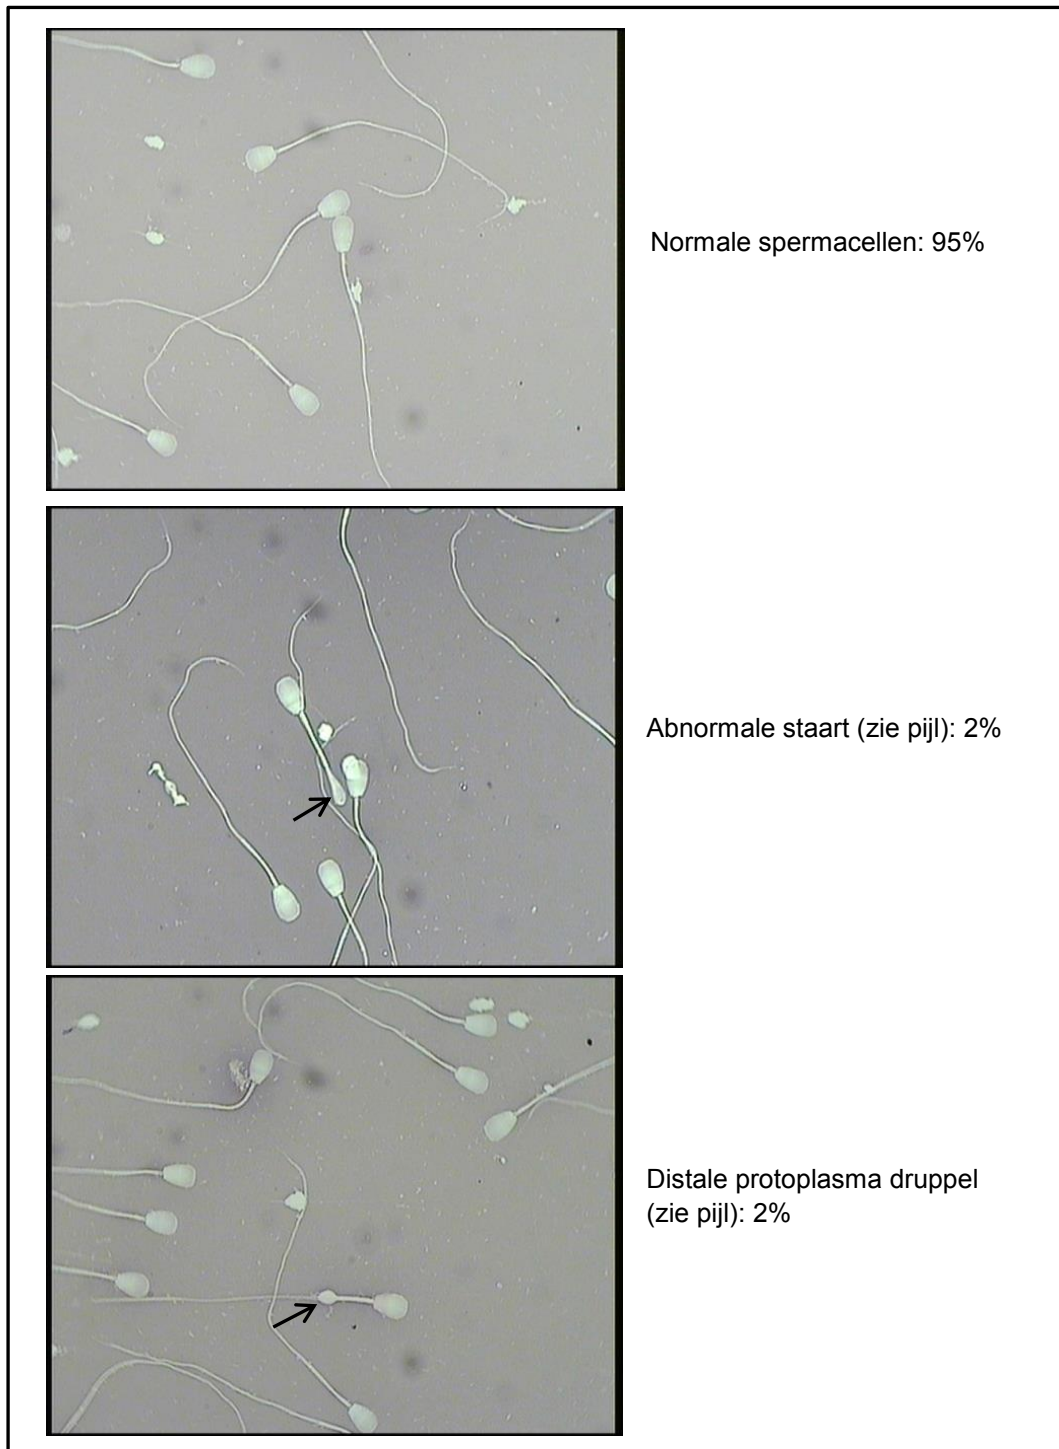 Normale spermacellen: 95%
Abnormale staart (zie pijl): 2%
Distale protoplasma druppel
(zie pijl): 2%